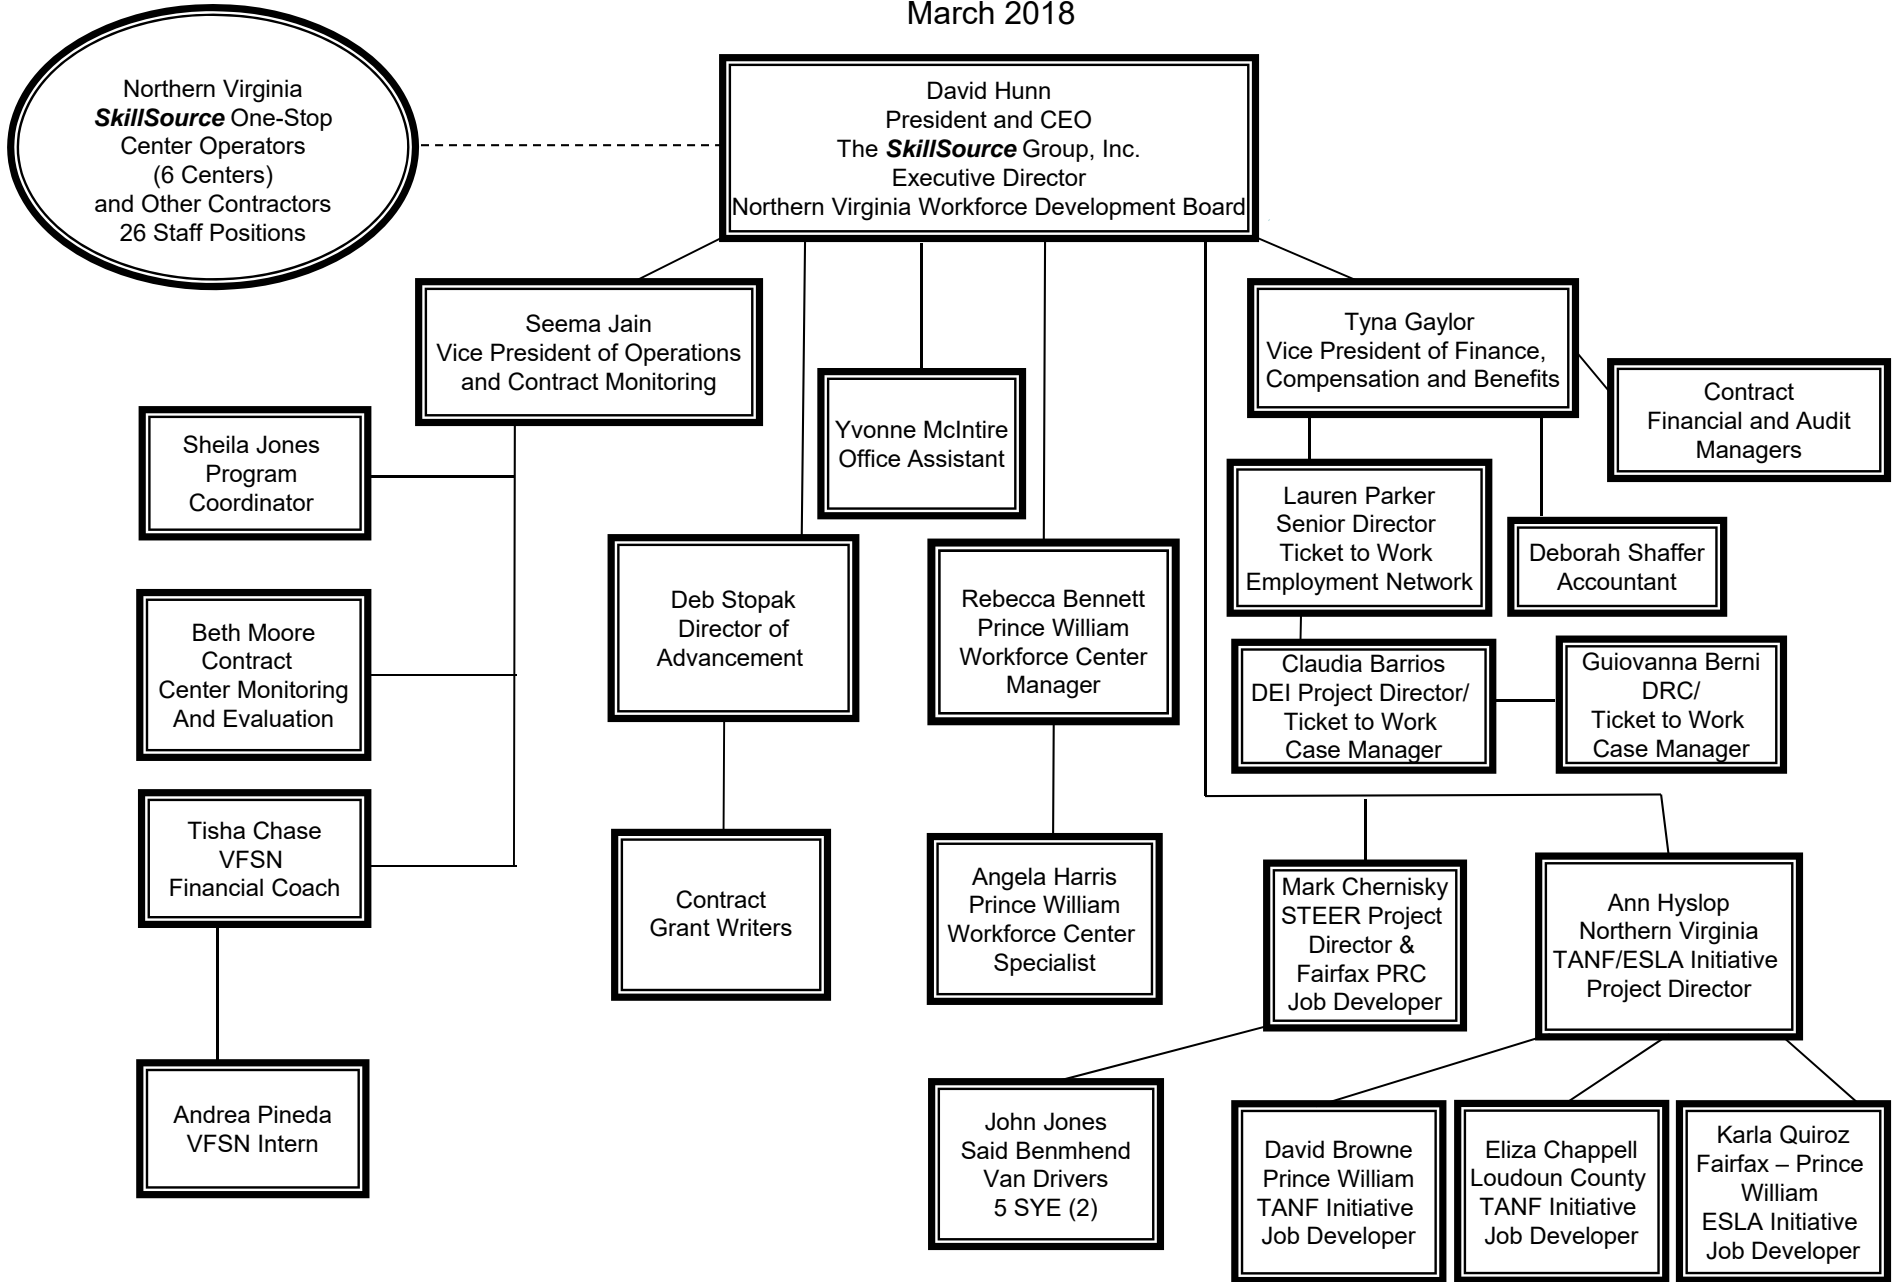 March 2018
Northern Virginia
SkillSource One-Stop
Center Operators
(6 Centers)
and Other Contractors
26 Staff Positions
David Hunn
President and CEO
The SkillSource Group, Inc.
Executive Director
Northern Virginia Workforce Development Board
Seema Jain
Vice President of Operations
and Contract Monitoring
Tyna Gaylor
Vice President of Finance,
Compensation and Benefits
Contract
Financial and Audit
Managers
Yvonne McIntire
Office Assistant
Sheila Jones
Program
Coordinator
Lauren Parker
Senior Director
Ticket to Work
Employment Network
Deborah Shaffer
Accountant
Beth Moore
Contract
Center Monitoring
And Evaluation
Deb Stopak
Director of
Advancement
Rebecca Bennett
Prince William
Workforce Center
Manager
Claudia Barrios
DEI Project Director/
Ticket to Work
Case Manager
Guiovanna Berni
DRC/
Ticket to Work
Case Manager
Tisha Chase
VFSN
Financial Coach
Contract
Grant Writers
Angela Harris
Prince William
Workforce Center
Specialist
Mark Chernisky
STEER Project
Director &
Fairfax PRC
Job Developer
Ann Hyslop
Northern Virginia
TANF/ESLA Initiative
Project Director
Andrea Pineda
VFSN Intern
John Jones
Said Benmhend
Van Drivers
5 SYE (2)
David Browne
Prince William
TANF Initiative
Job Developer
Eliza Chappell
Loudoun County
TANF Initiative
Job Developer
Karla Quiroz
Fairfax – Prince
William
ESLA Initiative
Job Developer